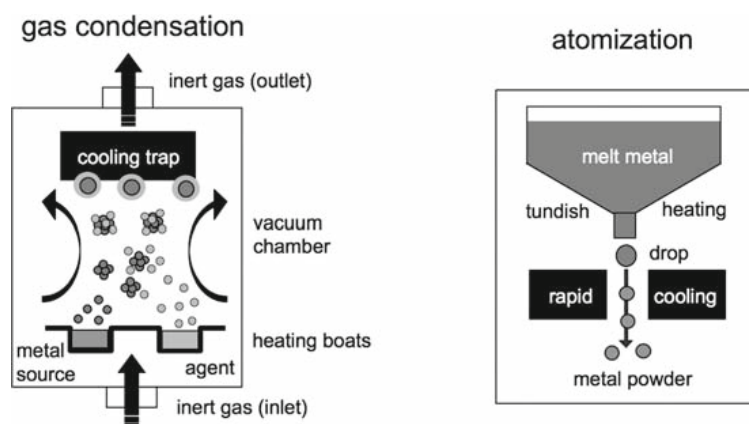 gas condensation
inert gas (outlet)
cooling trap
vacuum
chamber
heating boats
metal
source
agent
inert gas (inlet)
atomization
melt metal
tundish
heating
drop
rapid
cooling
metal powder